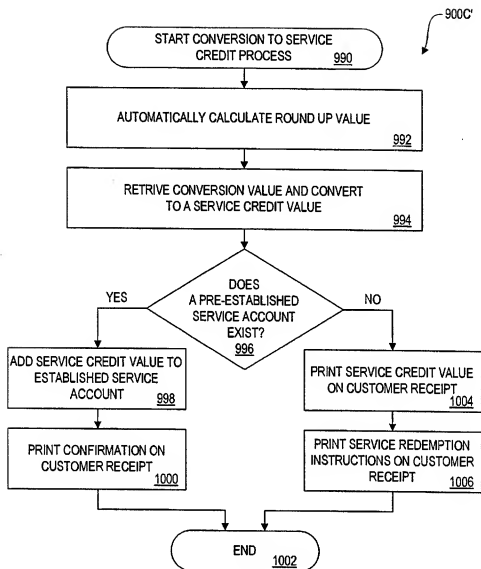 900C'
START CONVERSION TO SERVICE
CREDIT PROCESS 990
AUTOMATICALLY CALCULATE ROUND UP VALUE
992
RETRIVE CONVERSION VALUE AND CONVERT
TO A SERVICE CREDIT VALUE 994
DOES
A PRE-ESTABLISHED
SERVICE ACCOUNT
EXIST?
996
YES
NO
ADD SERVICE CREDIT VALUE TO
ESTABLISHED SERVICE
ACCOUNT 998
PRINT CONFIRMATION ON
CUSTOMER RECEIPT 1000
PRINT SERVICE CREDIT VALUE
ON CUSTOMER RECEIPT
1004
PRINT SERVICE REDEMPTION
INSTRUCTIONS ON CUSTOMER
RECEIPT 1006
END 1002